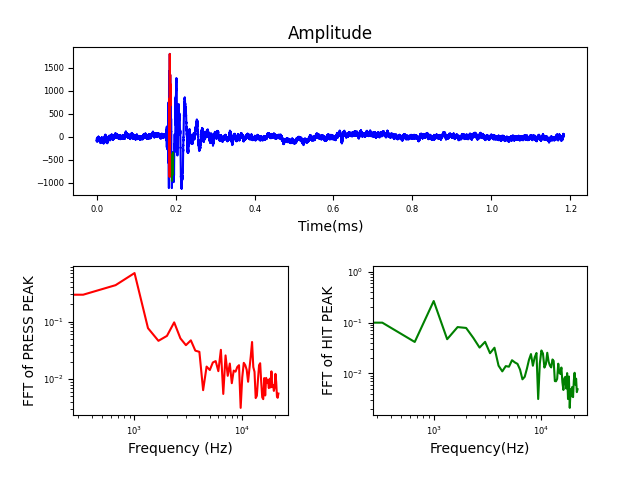 Amplitude
1500
1000
500
0
−500
−1000
0.0 0.2 0.4 0.6 0.8 1.0 1.2
Time(ms)
FFT of PRESS PEAK
10⁻¹
10⁻²
10³ 10⁴
Frequency (Hz)
FFT of HIT PEAK
10⁰
10⁻¹
10⁻²
10³ 10⁴
Frequency(Hz)